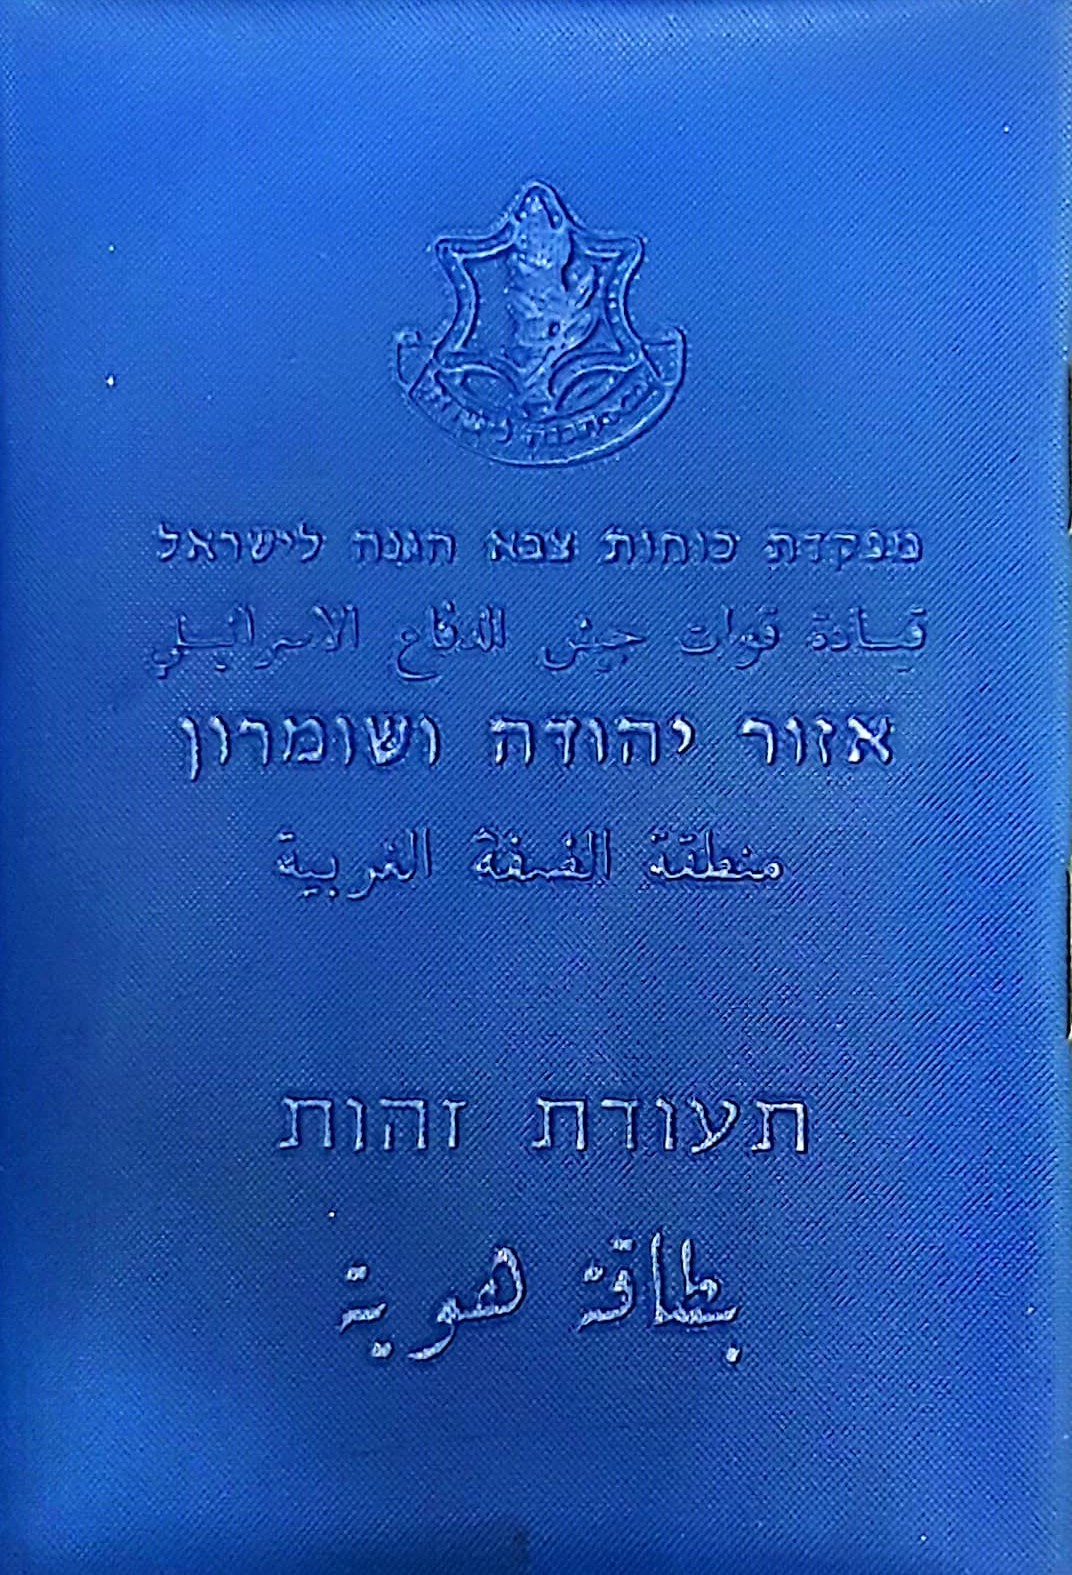 צבא הגנה לישראל
מפקדת כוחות צבא הגנה לישראל
قيادة قوات جيش الدفاع الاسرائيلي
אזור יהודה ושומרון
منطقة الضفة الغربية
תעודת זהות
بطاقة هوية